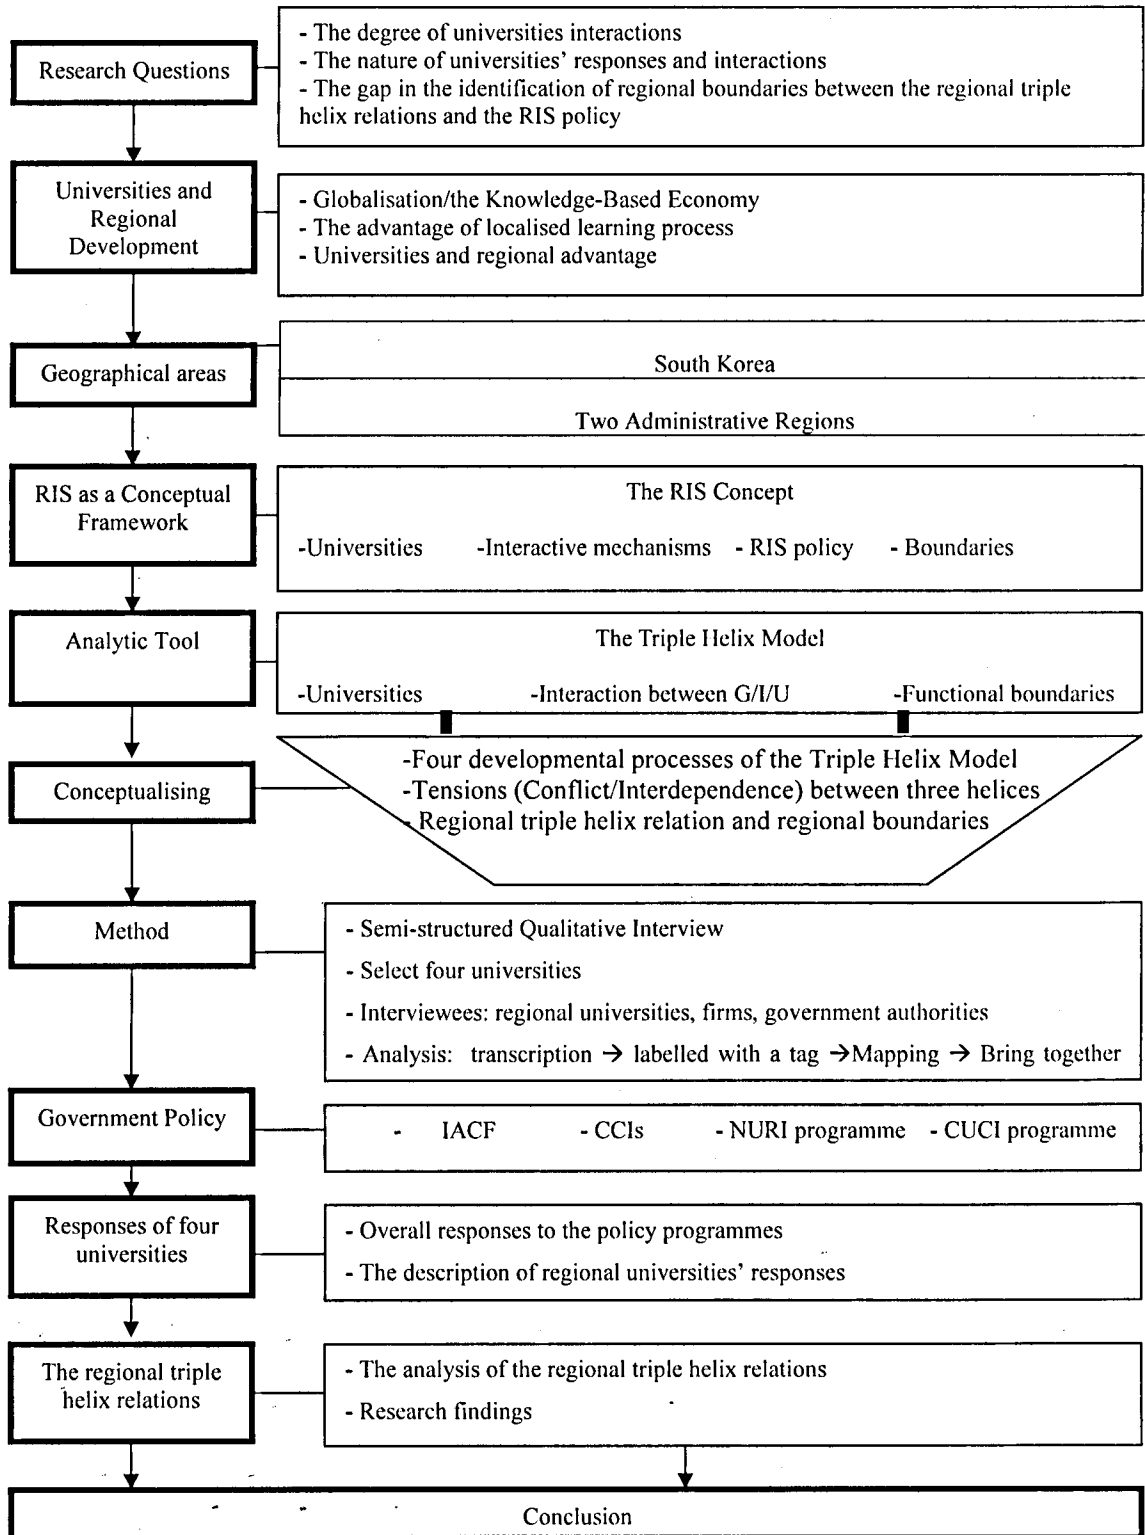 Research Questions
- The degree of universities interactions
- The nature of universities' responses and interactions
- The gap in the identification of regional boundaries between the regional triple
helix relations and the RIS policy
Universities and
Regional
Development
- Globalisation/the Knowledge-Based Economy
- The advantage of localised learning process
- Universities and regional advantage
Geographical areas
South Korea
Two Administrative Regions
RIS as a Conceptual
Framework
The RIS Concept
-Universities -Interactive mechanisms - RIS policy - Boundaries
Analytic Tool
The Triple Helix Model
-Universities -Interaction between G/I/U -Functional boundaries
Conceptualising
-Four developmental processes of the Triple Helix Model
-Tensions (Conflict/Interdependence) between three helices
- Regional triple helix relation and regional boundaries
Method
- Semi-structured Qualitative Interview
- Select four universities
- Interviewees: regional universities, firms, government authorities
- Analysis: transcription → labelled with a tag →Mapping → Bring together
Government Policy
- IACF - CCIs - NURI programme - CUCI programme
Responses of four
universities
- Overall responses to the policy programmes
- The description of regional universities' responses
The regional triple
helix relations
- The analysis of the regional triple helix relations
- Research findings
Conclusion